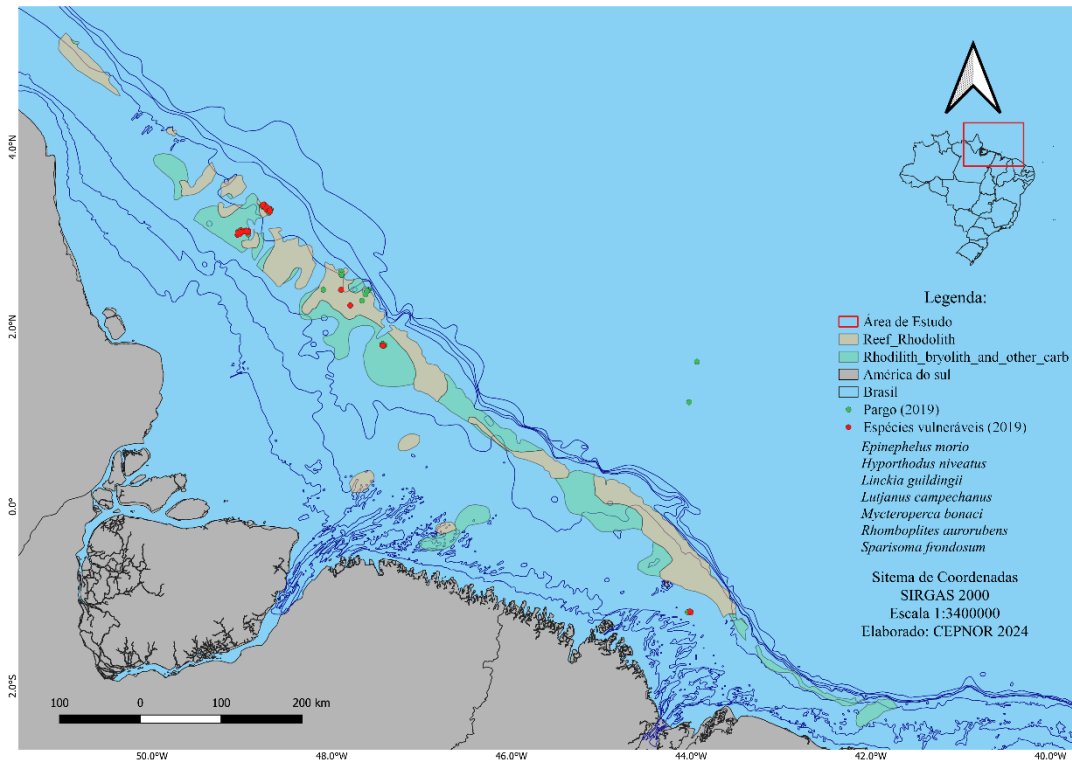 4.0°N
2.0°N
0.0°
2.0°S
Legenda:
Área de Estudo
Reef_Rhodolith
Rhodilith_bryolith_and_other_carb
América do sul
Brasil
Pargo (2019)
Espécies vulneráveis (2019)
Epinephelus morio
Hyporthodus niveatus
Linckia guildingii
Lutjanus campechanus
Mycteroperca bonaci
Rhomboplites aurorubens
Sparisoma frondosum
Sitema de Coordenadas
SIRGAS 2000
Escala 1:3400000
Elaborado: CEPNOR 2024
100 0 100 200 km
50.0°W 48.0°W 46.0°W 44.0°W 42.0°W 40.0°W